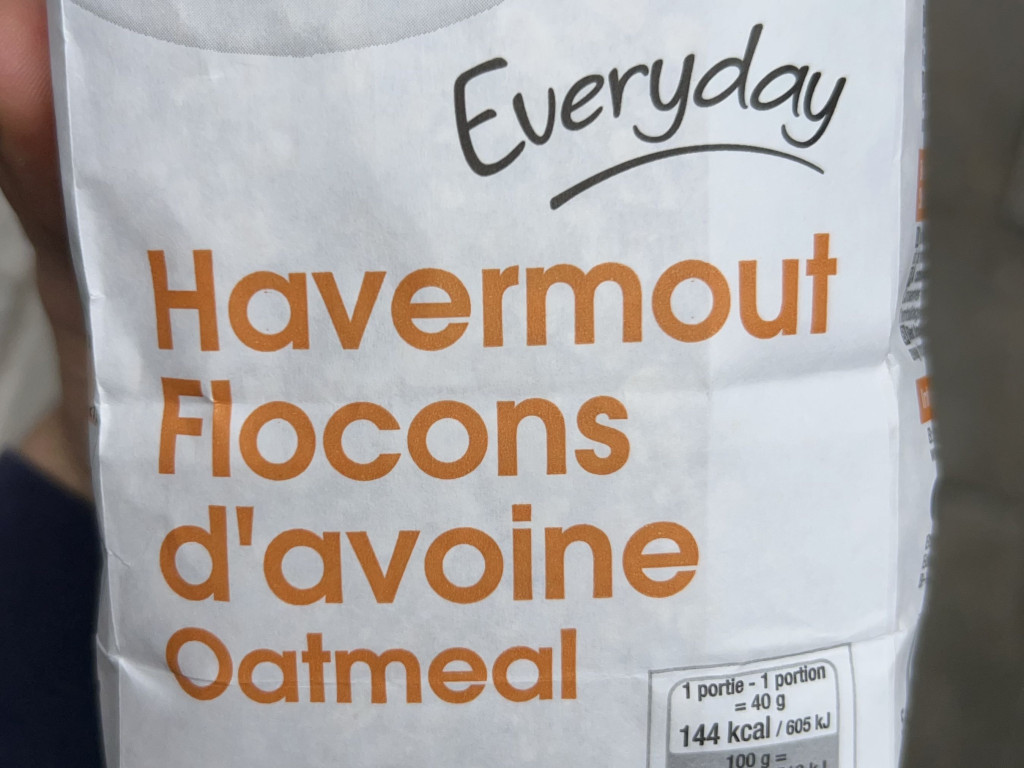 Everyday
Havermout
Flocons
d'avoine
Oatmeal
1 portie - 1 portion
= 40 g
144 kcal / 605 kJ
100 g =